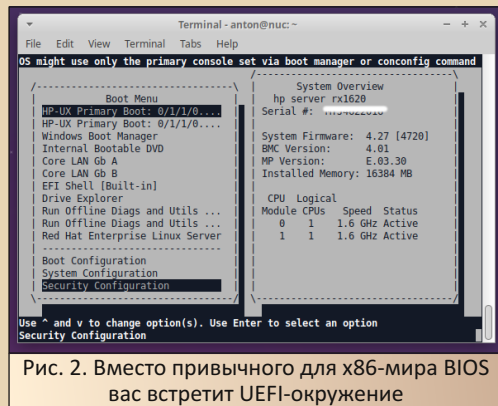 Terminal - anton@nuc: ~
File Edit View Terminal Tabs Help
OS might use only the primary console set via boot manager or conconfig command
Boot Menu
HP-UX Primary Boot: 0/1/1/0....
HP-UX Primary Boot: 0/1/1/0....
Windows Boot Manager
Internal Bootable DVD
Core LAN Gb A
Core LAN Gb B
EFI Shell [Built-in]
Drive Explorer
Run Offline Diags and Utils ...
Run Offline Diags and Utils ...
Red Hat Enterprise Linux Server
Boot Configuration
System Configuration
Security Configuration
System Overview
hp server rx1620
Serial #:
System Firmware: 4.27 [4720]
BMC Version: 4.01
MP Version: E.03.30
Installed Memory: 16384 MB
CPU Logical
Module CPUs Speed Status
0 1 1.6 GHz Active
1 1 1.6 GHz Active
Use ^ and v to change option(s). Use Enter to select an option
Security Configuration
Рис. 2. Вместо привычного для x86-мира BIOS
вас встретит UEFI-окружение